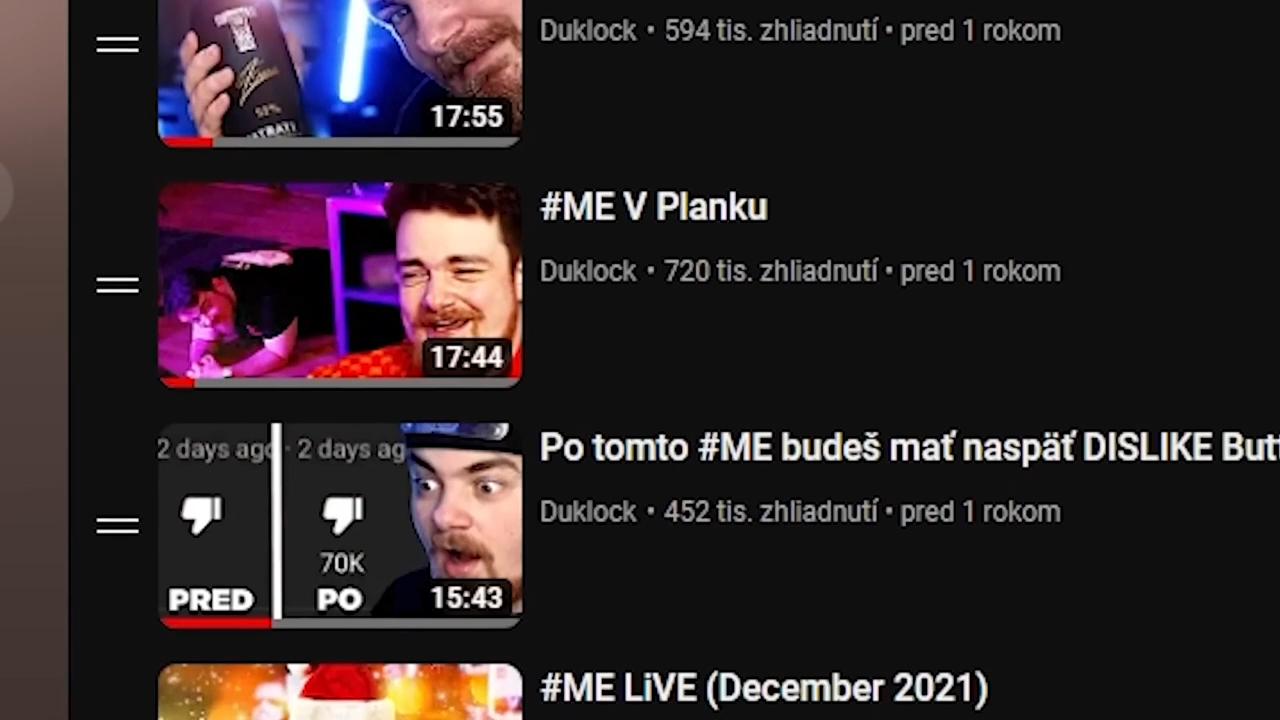 Duklock • 594 tis. zhliadnutí • pred 1 rokom
17:55
#ME V Planku
Duklock • 720 tis. zhliadnutí • pred 1 rokom
17:44
2 days ago · 2 days ag
70K
PRED PO
15:43
Po tomto #ME budeš mať naspäť DISLIKE Butt
Duklock • 452 tis. zhliadnutí • pred 1 rokom
#ME LiVE (December 2021)